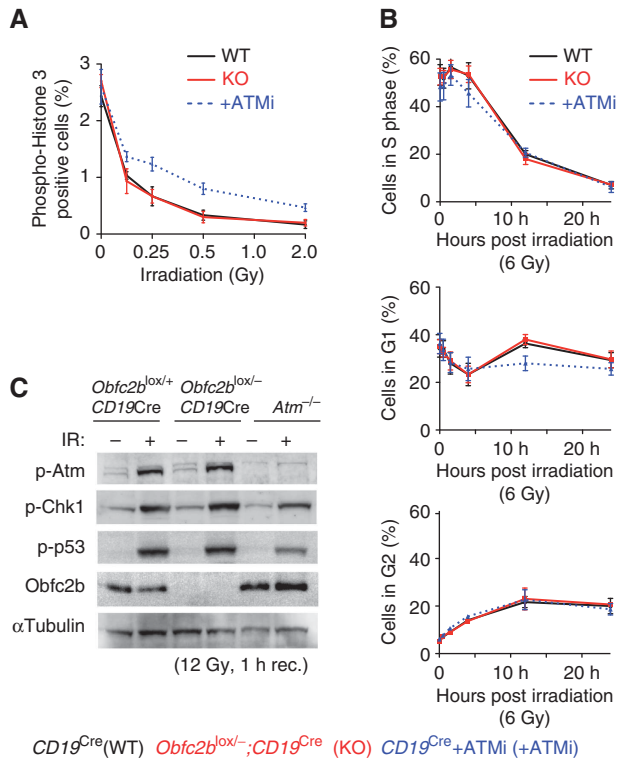 A
3
2
1
0
0
0.25
0.5
1.0
2.0
Phospho-Histone 3
positive cells (%)
Irradiation (Gy)
WT
KO
+ATMi
B
60
40
20
0
10 h
20 h
Cells in S phase (%)
Hours post irradiation
(6 Gy)
WT
KO
+ATMi
60
40
20
0
10 h
20 h
Cells in G1 (%)
Hours post irradiation
(6 Gy)
60
40
20
0
10 h
20 h
Cells in G2 (%)
Hours post irradiation
(6 Gy)
C
Obfc2b^lox/+ Obfc2b^lox/–
CD19Cre CD19Cre Atm^–/–
IR: – + – + – +
p-Atm
p-Chk1
p-p53
Obfc2b
αTubulin
(12 Gy, 1 h rec.)
CD19^Cre(WT) Obfc2b^lox/–;CD19^Cre (KO) CD19^Cre+ATMi (+ATMi)